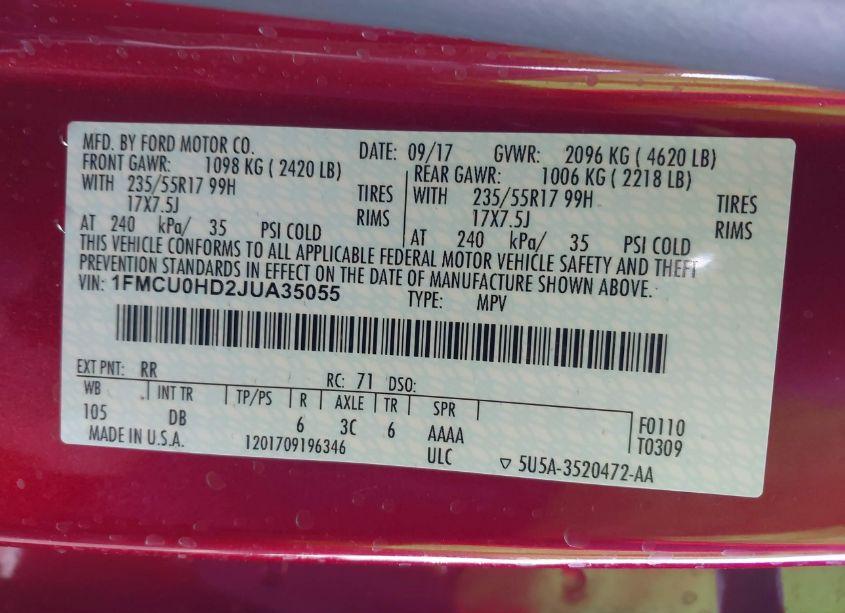 MFD. BY FORD MOTOR CO. DATE: 09/17 GVWR: 2096 KG ( 4620 LB)
FRONT GAWR: 1098 KG ( 2420 LB) REAR GAWR: 1006 KG ( 2218 LB)
WITH 235/55R17 99H TIRES WITH 235/55R17 99H TIRES
17X7.5J RIMS 17X7.5J RIMS
AT 240 kPa/ 35 PSI COLD AT 240 kPa/ 35 PSI COLD
THIS VEHICLE CONFORMS TO ALL APPLICABLE FEDERAL MOTOR VEHICLE SAFETY AND THEFT
PREVENTION STANDARDS IN EFFECT ON THE DATE OF MANUFACTURE SHOWN ABOVE.
VIN: 1FMCU0HD2JUA35055 TYPE: MPV
EXT PNT: RR RC: 71 DSO:
WB INT TR TP/PS R AXLE TR SPR
105 DB 6 3C 6 AAAA F0110
MADE IN U.S.A. 1201709196346 ULC T0309
▽ 5U5A-3520472-AA